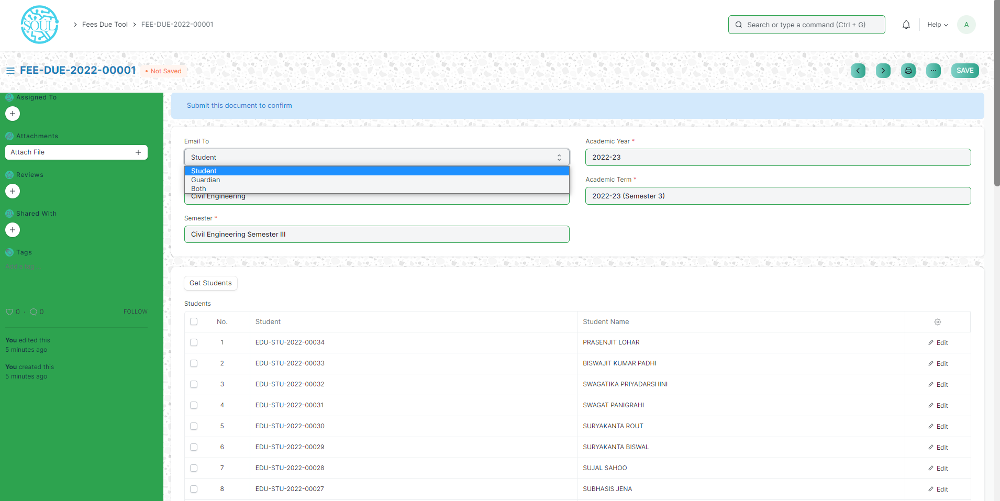 SOUL
Fees Due Tool
FEE-DUE-2022-00001
Search or type a command (Ctrl + G)
Help
A
FEE-DUE-2022-00001
• Not Saved
SAVE
Assigned To
Attachments
Attach File
Reviews
Shared With
Tags
Add a tag ...
0 · 0
FOLLOW
You edited this
5 minutes ago
You created this
5 minutes ago
Submit this document to confirm
Email To
Student
Student
Guardian
Both
Civil Engineering
Semester *
Civil Engineering Semester III
Academic Year *
2022-23
Academic Term *
2022-23 (Semester 3)
Get Students
Students
No. Student Student Name
1 EDU-STU-2022-00034 PRASENJIT LOHAR Edit
2 EDU-STU-2022-00033 BISWAJIT KUMAR PADHI Edit
3 EDU-STU-2022-00032 SWAGATIKA PRIYADARSHINI Edit
4 EDU-STU-2022-00031 SWAGAT PANIGRAHI Edit
5 EDU-STU-2022-00030 SURYAKANTA ROUT Edit
6 EDU-STU-2022-00029 SURYAKANTA BISWAL Edit
7 EDU-STU-2022-00028 SUJAL SAHOO Edit
8 EDU-STU-2022-00027 SUBHASIS JENA Edit